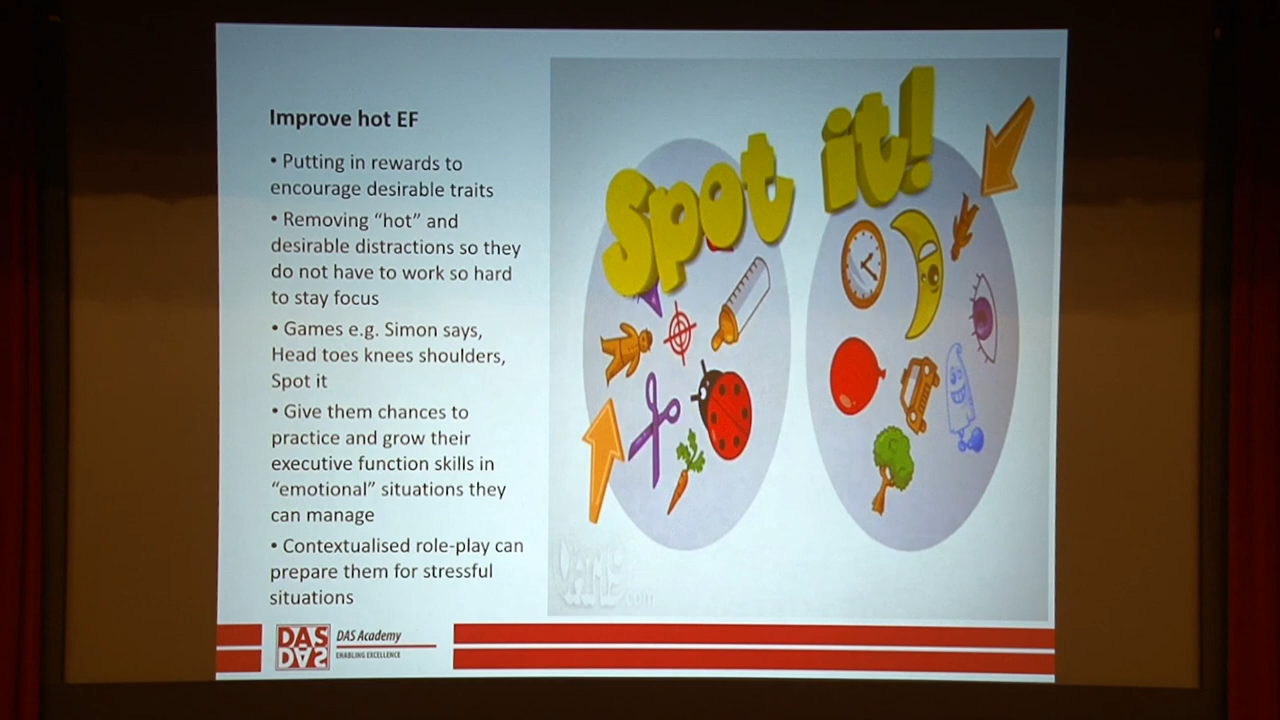 Improve hot EF
• Putting in rewards to
encourage desirable traits
• Removing “hot” and
desirable distractions so they
do not have to work so hard
to stay focus
• Games e.g. Simon says,
Head toes knees shoulders,
Spot it
• Give them chances to
practice and grow their
executive function skills in
“emotional” situations they
can manage
• Contextualised role-play can
prepare them for stressful
situations
Spot it!
.com
DAS
DAS
DAS Academy
ENABLING EXCELLENCE